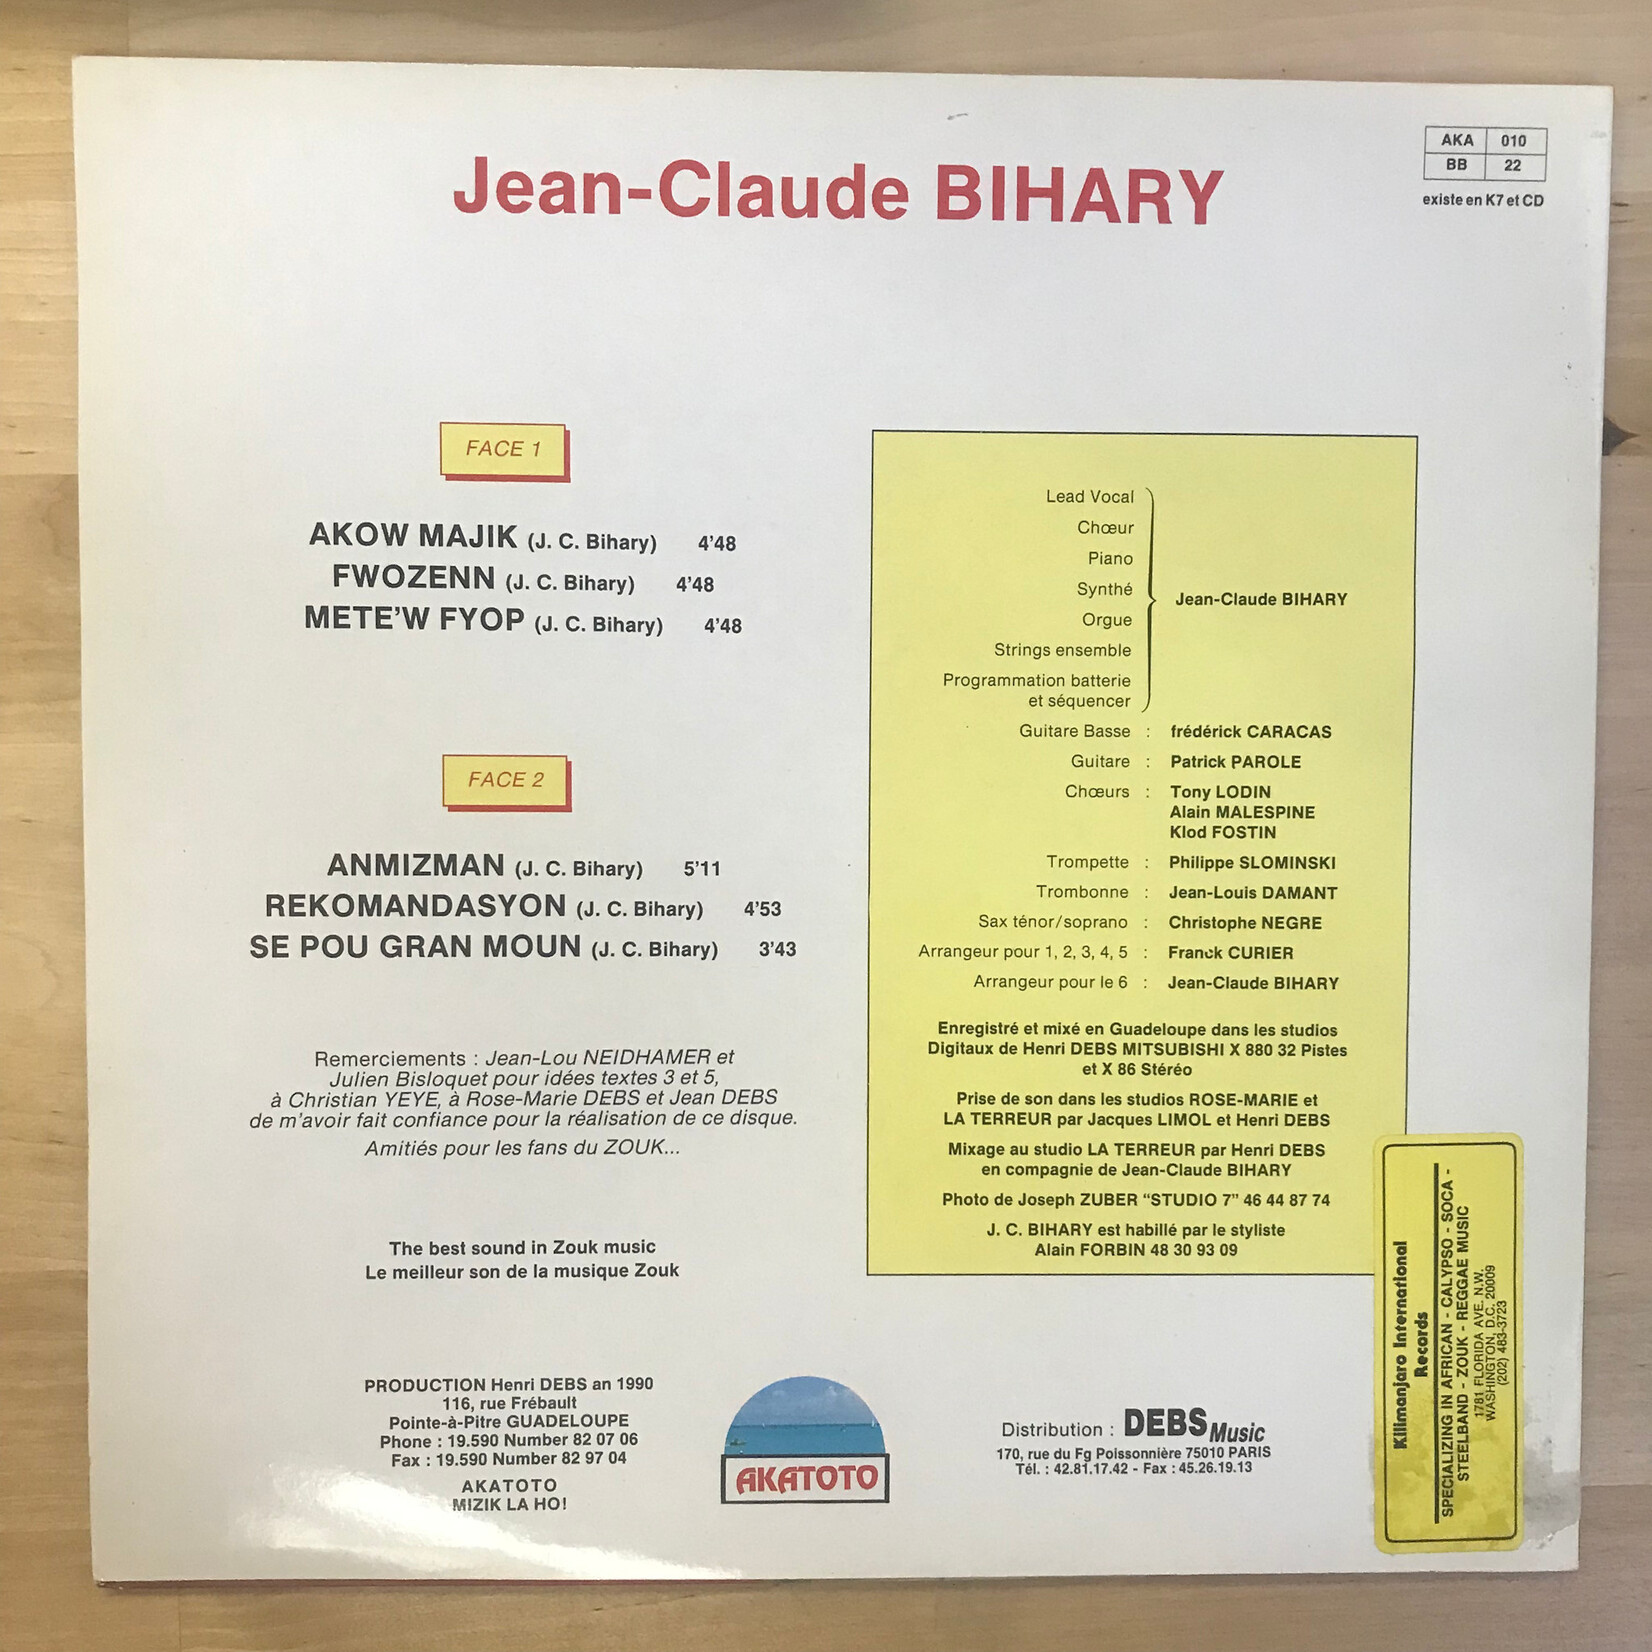 Jean-Claude BIHARY
AKA 010
BB 22
existe en K7 et CD
FACE 1
AKOW MAJIK (J. C. Bihary) 4'48
FWOZENN (J. C. Bihary) 4'48
METE'W FYOP (J. C. Bihary) 4'48
FACE 2
ANMIZMAN (J. C. Bihary) 5'11
REKOMANDASYON (J. C. Bihary) 4'53
SE POU GRAN MOUN (J. C. Bihary) 3'43
Remerciements : Jean-Lou NEIDHAMER et
Julien Bisloquet pour idées textes 3 et 5,
à Christian YEYE, à Rose-Marie DEBS et Jean DEBS
de m'avoir fait confiance pour la réalisation de ce disque.
Amitiés pour les fans du ZOUK...
The best sound in Zouk music
Le meilleur son de la musique Zouk
PRODUCTION Henri DEBS an 1990
116, rue Frébault
Pointe-à-Pitre GUADELOUPE
Phone : 19.590 Number 82 07 06
Fax : 19.590 Number 82 97 04
AKATOTO
MIZIK LA HO!
AKATOTO
Lead Vocal
Chœur
Piano
Synthé
Jean-Claude BIHARY
Orgue
Strings ensemble
Programmation batterie
et séquencer
Guitare Basse : frédérick CARACAS
Guitare : Patrick PAROLE
Chœurs : Tony LODIN
Alain MALESPINE
Klod FOSTIN
Trompette : Philippe SLOMINSKI
Trombonne : Jean-Louis DAMANT
Sax ténor/soprano : Christophe NEGRE
Arrangeur pour 1, 2, 3, 4, 5 : Franck CURIER
Arrangeur pour le 6 : Jean-Claude BIHARY
Enregistré et mixé en Guadeloupe dans les studios
Digitaux de Henri DEBS MITSUBISHI X 880 32 Pistes
et X 86 Stéréo
Prise de son dans les studios ROSE-MARIE et
LA TERREUR par Jacques LIMOL et Henri DEBS
Mixage au studio LA TERREUR par Henri DEBS
en compagnie de Jean-Claude BIHARY
Photo de Joseph ZUBER "STUDIO 7" 46 44 87 74
J. C. BIHARY est habillé par le styliste
Alain FORBIN 48 30 93 09
Distribution : DEBS Music
170, rue du Fg Poissonnière 75010 PARIS
Tél. : 42.81.17.42 - Fax : 45.26.19.13
Kilimanjaro International
Records
SPECIALIZING IN AFRICAN - CALYPSO - SOCA -
STEELBAND - ZOUK - REGGAE MUSIC
1781 FLORIDA AVE. N.W.
WASHINGTON, D.C. 20009
(202) 483-3723